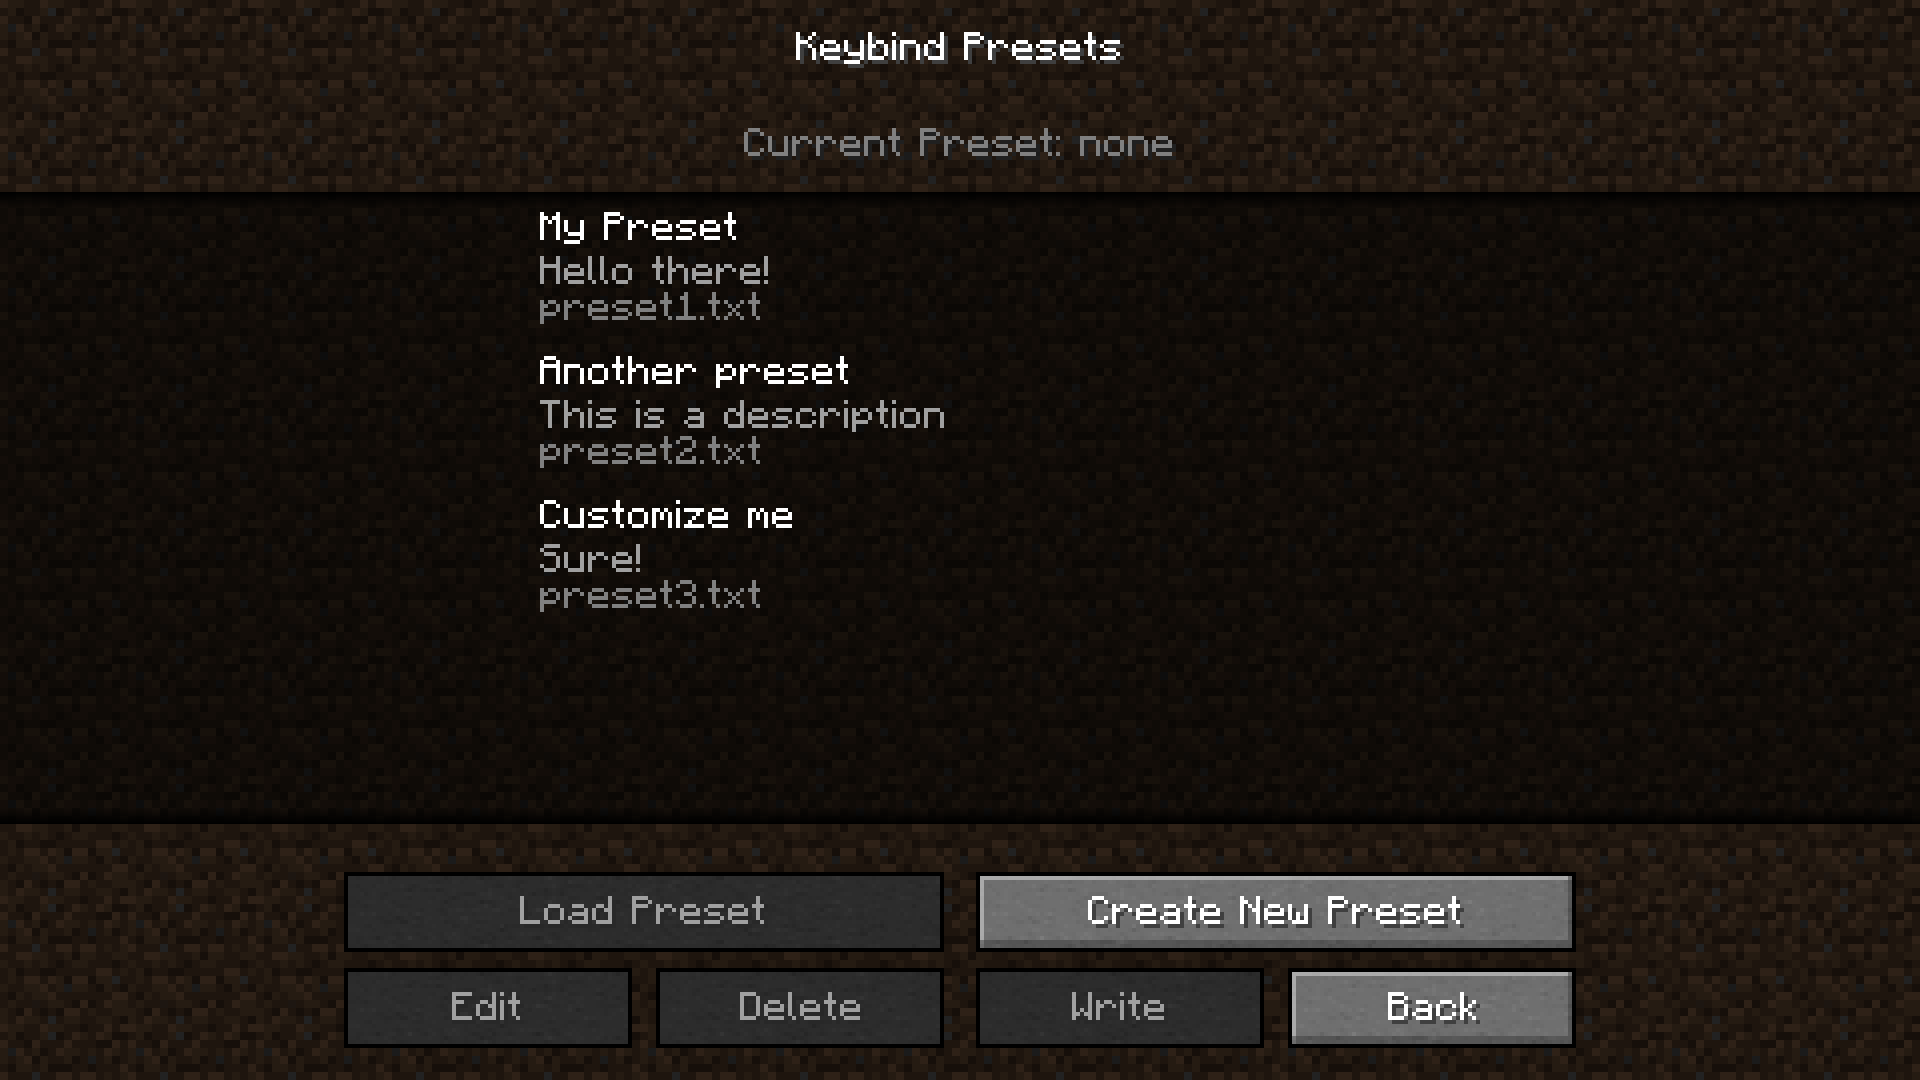 Keybind Presets
Current Preset: none
My Preset
Hello there!
preset1.txt
Another preset
This is a description
preset2.txt
Customize me
Sure!
preset3.txt
Load Preset
Create New Preset
Edit
Delete
Write
Back